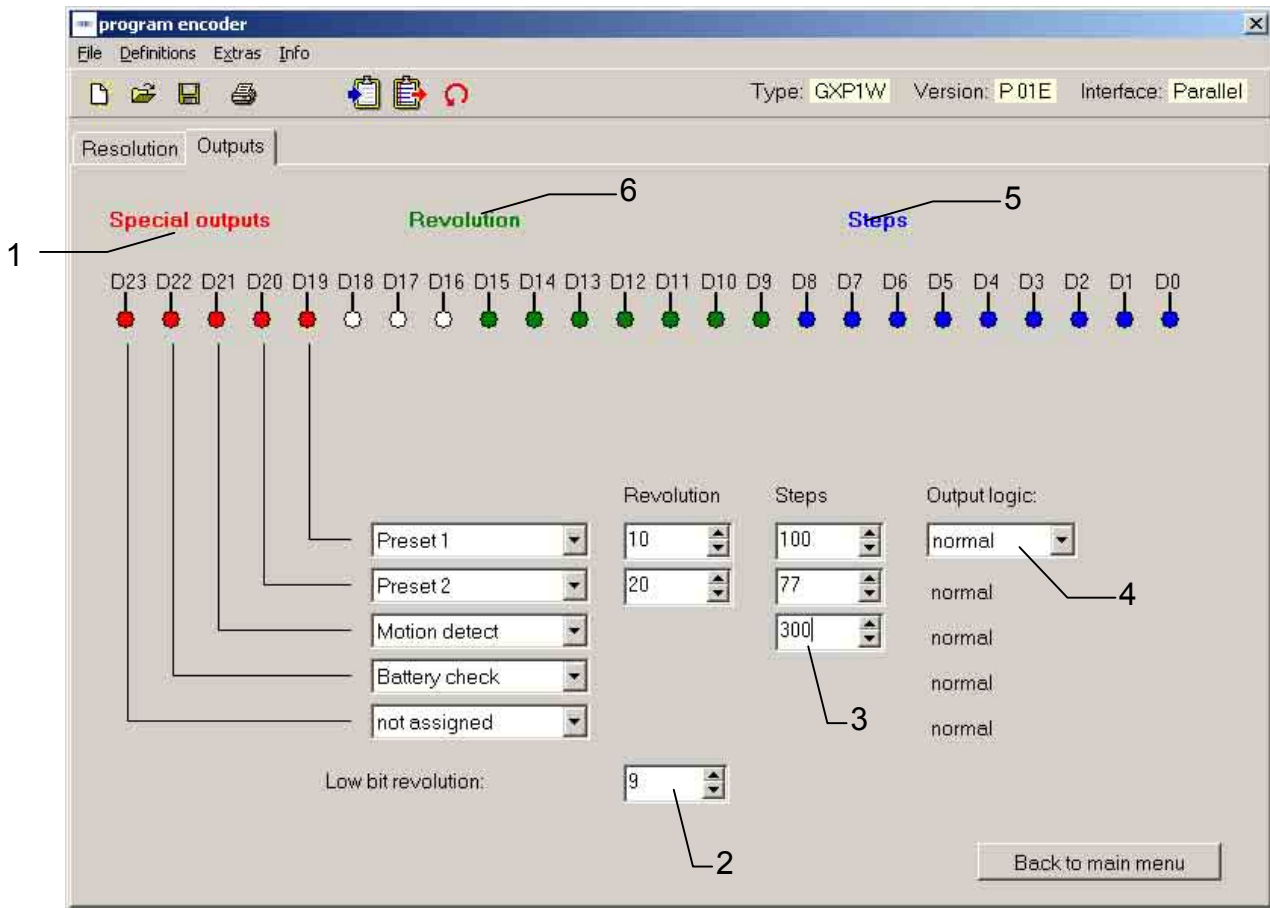 program encoder
File Definitions Extras Info
Type: GXP1W Version: P 01E Interface: Parallel
Resolution Outputs
6
5
Special outputs Revolution Steps
1
D23 D22 D21 D20 D19 D18 D17 D16 D15 D14 D13 D12 D11 D10 D9 D8 D7 D6 D5 D4 D3 D2 D1 D0
Revolution Steps Output logic:
Preset 1 10 100 normal
Preset 2 20 77 normal
4
Motion detect 300 normal
Battery check normal
3
not assigned normal
Low bit revolution: 9
2
Back to main menu